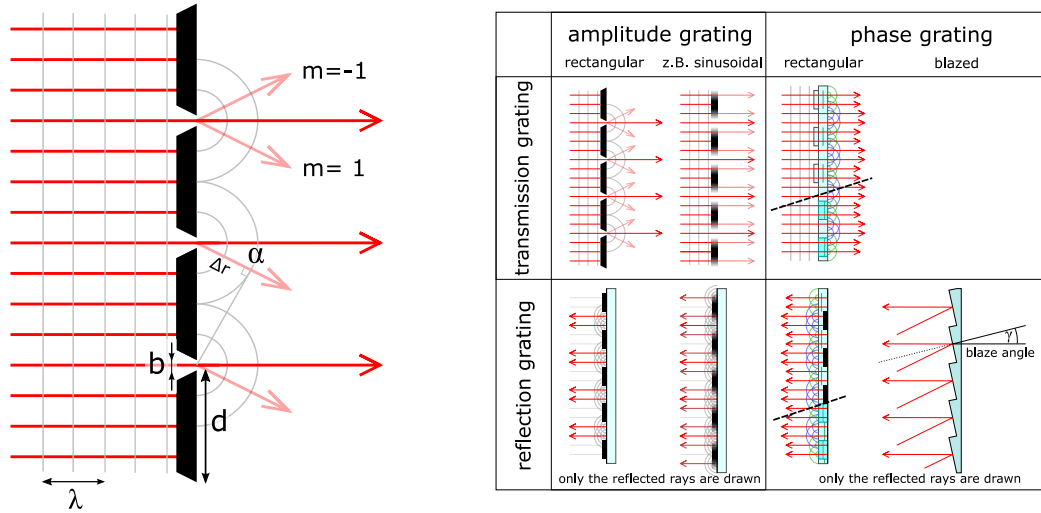 m=-1
m= 1
α
Δr
b
d
λ
amplitude grating
phase grating
rectangular
z.B. sinusoidal
rectangular
blazed
transmission grating
reflection grating
γ
blaze angle
only the reflected rays are drawn
only the reflected rays are drawn